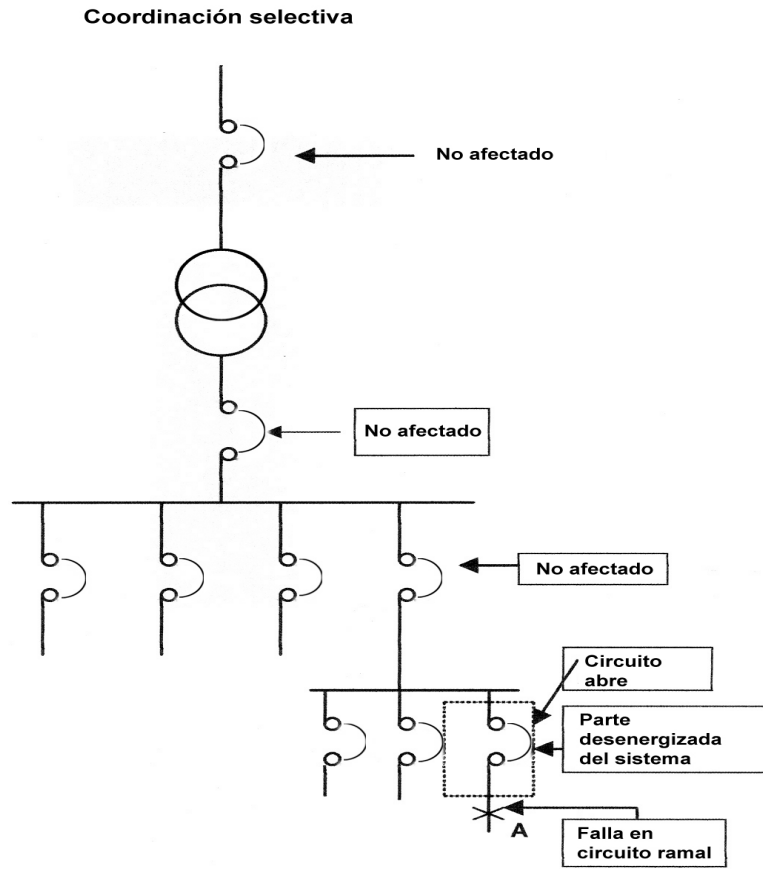 Coordinación selectiva
No afectado
No afectado
No afectado
Circuito
abre
Parte
desenergizada
del sistema
A
Falla en
circuito ramal